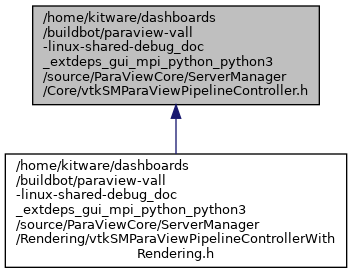 /home/kitware/dashboards
/buildbot/paraview-vall
-linux-shared-debug_doc
_extdeps_gui_mpi_python_python3
/source/ParaViewCore/ServerManager
/Core/vtkSMParaViewPipelineController.h
/home/kitware/dashboards
/buildbot/paraview-vall
-linux-shared-debug_doc
_extdeps_gui_mpi_python_python3
/source/ParaViewCore/ServerManager
/Rendering/vtkSMParaViewPipelineControllerWith
Rendering.h